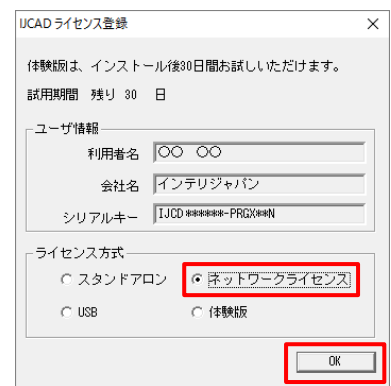 IJCAD ライセンス登録
体験版は、インストール後30日間お試しいただけます。
試用期間 残り 30 日
ユーザ情報
利用者名 〇〇 〇〇
会社名 インテリジャパン
シリアルキー IJCD******-PRGX**N
ライセンス方式
スタンドアロン ネットワークライセンス
USB 体験版
OK